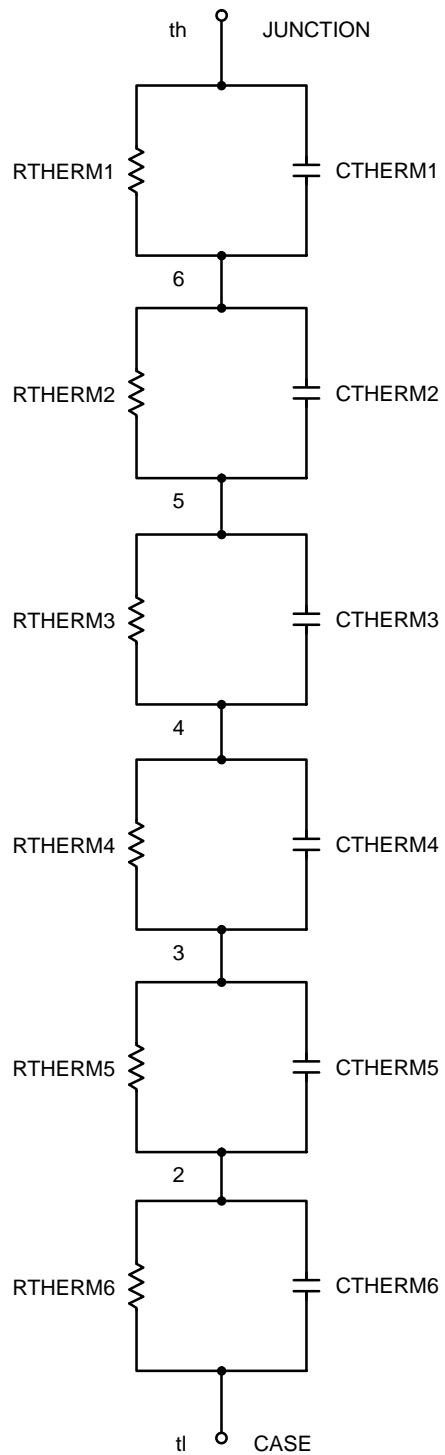 th JUNCTION
RTHERM1 CTHERM1
6
RTHERM2 CTHERM2
5
RTHERM3 CTHERM3
4
RTHERM4 CTHERM4
3
RTHERM5 CTHERM5
2
RTHERM6 CTHERM6
tl CASE